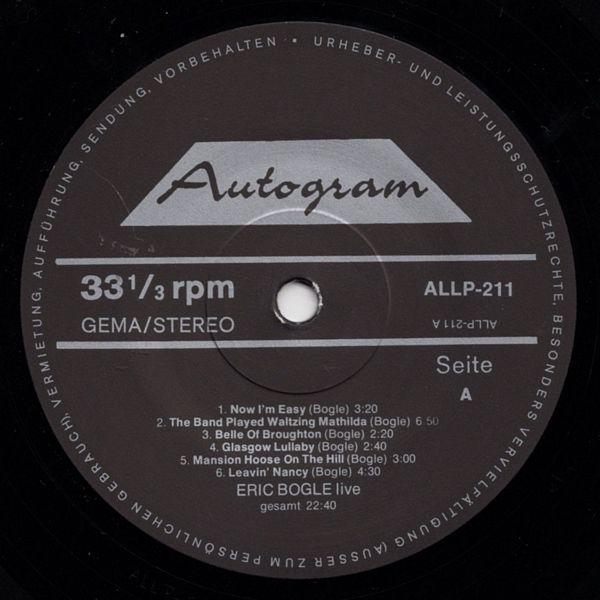 URHEBER- UND LEISTUNGSSCHUTZRECHTE, BESONDERS VERVIELFÄLTIGUNG (AUSSER ZUM PERSÖNLICHEN GEBRAUCH), VERMIETUNG, AUFFÜHRUNG, SENDUNG, VORBEHALTEN •
Autogram
33 1/3 rpm
ALLP-211
GEMA/STEREO
ALLP-211 A
Seite
A
1. Now I'm Easy (Bogle) 3:20
2. The Band Played Waltzing Mathilda (Bogle) 6:50
3. Belle Of Broughton (Bogle) 2:20
4. Glasgow Lullaby (Bogle) 2:40
5. Mansion Hoose On The Hill (Bogle) 3:00
6. Leavin' Nancy (Bogle) 4:30
ERIC BOGLE live
gesamt 22:40